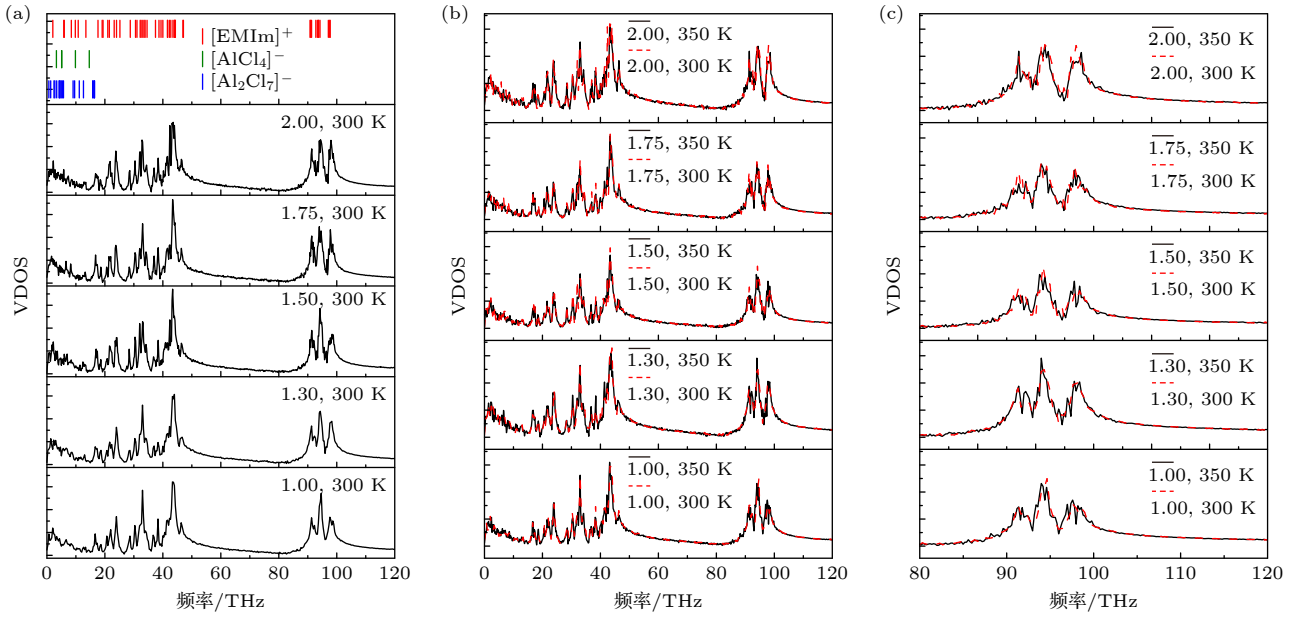 (a)
[EMIm]⁺
[AlCl₄]⁻
[Al₂Cl₇]⁻
2.00, 300 K
1.75, 300 K
1.50, 300 K
1.30, 300 K
1.00, 300 K
VDOS
0 20 40 60 80 100 120
频率/THz
(b)
2.00, 350 K
2.00, 300 K
1.75, 350 K
1.75, 300 K
1.50, 350 K
1.50, 300 K
1.30, 350 K
1.30, 300 K
1.00, 350 K
1.00, 300 K
VDOS
0 20 40 60 80 100 120
频率/THz
(c)
2.00, 350 K
2.00, 300 K
1.75, 350 K
1.75, 300 K
1.50, 350 K
1.50, 300 K
1.30, 350 K
1.30, 300 K
1.00, 350 K
1.00, 300 K
VDOS
80 90 100 110 120
频率/THz